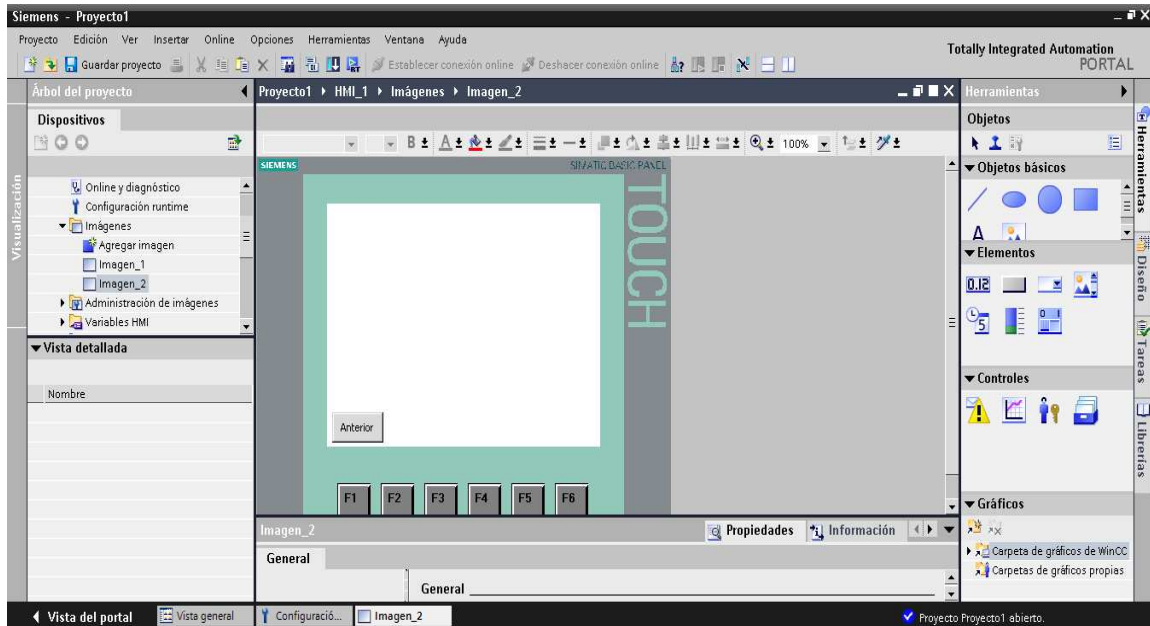 Siemens - Proyecto1
Proyecto Edición Ver Insertar Online Opciones Herramientas Ventana Ayuda
Totally Integrated Automation
PORTAL
Guardar proyecto
Establecer conexión online
Deshacer conexión online
Árbol del proyecto
Proyecto1 HMI_1 Imágenes Imagen_2
Herramientas
Dispositivos
Visualización
Online y diagnóstico
Configuración runtime
Imágenes
Agregar imagen
Imagen_1
Imagen_2
Administración de imágenes
Variables HMI
Vista detallada
Nombre
B A 100%
SIEMENS
SIMATIC BASIC PANEL
TOUCH
Anterior
F1 F2 F3 F4 F5 F6
Imagen_2
Propiedades
Información
General
General
Objetos
Objetos básicos
A
Elementos
0.12
5
0 1
Controles
Gráficos
Carpeta de gráficos de WinCC
Carpetas de gráficos propias
Herramientas
Diseño
Tareas
Librerías
Vista del portal
Vista general
Configuració...
Imagen_2
Proyecto Proyecto1 abierto.